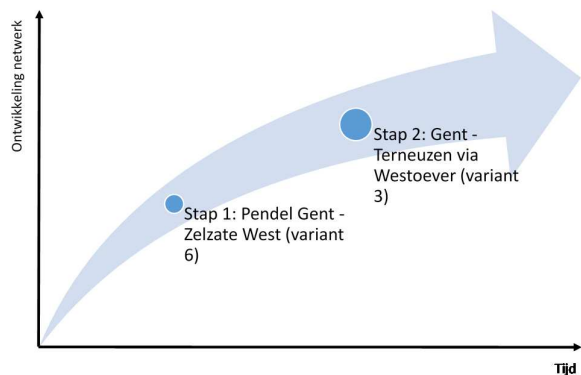 Ontwikkeling netwerk
Stap 2: Gent -
Terneuzen via
Westoever (variant
3)
Stap 1: Pendel Gent -
Zelzate West (variant
6)
Tijd